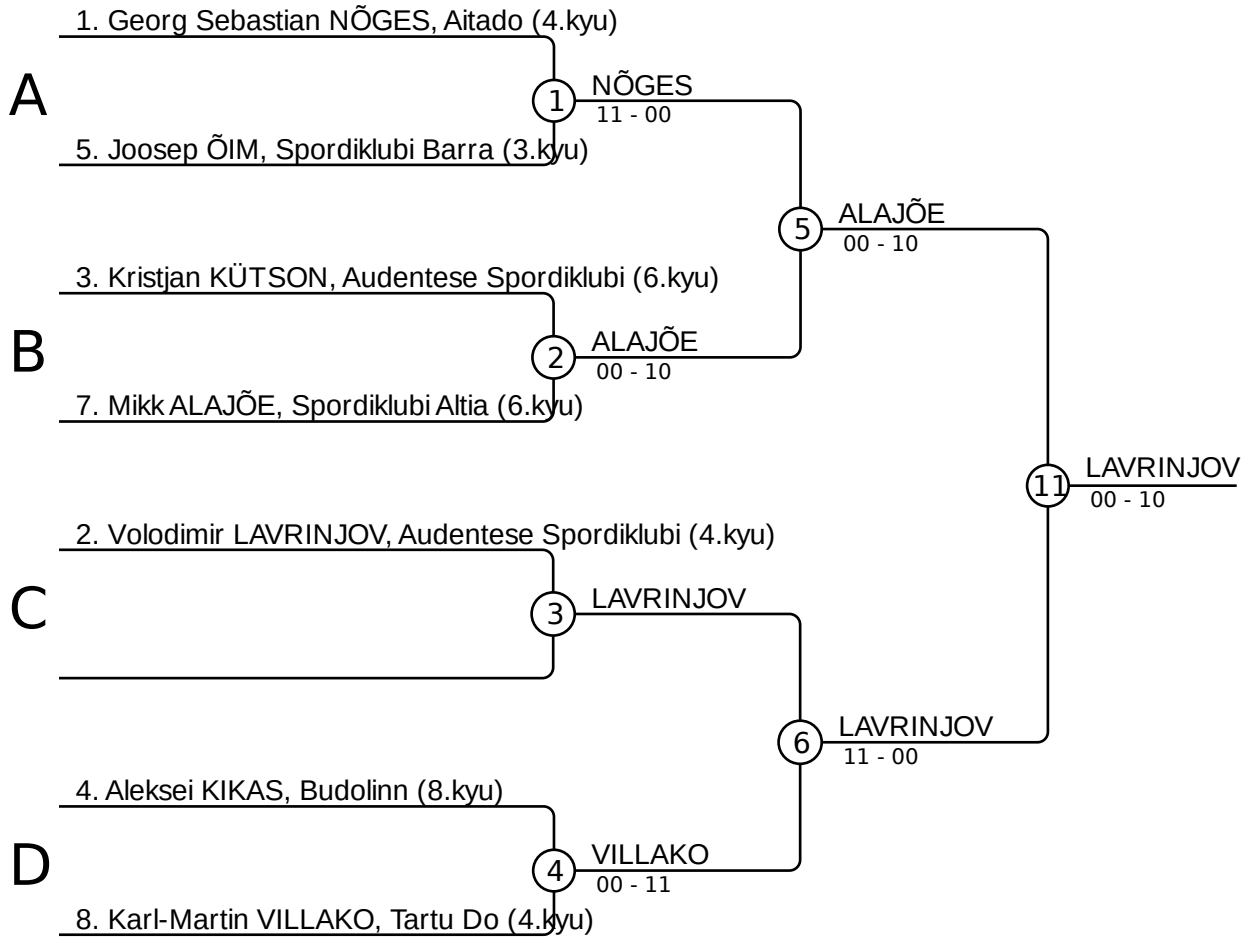 1. Georg Sebastian NÕGES, Aitado (4.kyu)
A
1
NÕGES
11 - 00
5. Joosep ÕIM, Spordiklubi Barra (3.kyu)
5
ALAJÕE
00 - 10
3. Kristjan KÜTSON, Audentese Spordiklubi (6.kyu)
B
2
ALAJÕE
00 - 10
7. Mikk ALAJÕE, Spordiklubi Altia (6.kyu)
11
LAVRINJOV
00 - 10
2. Volodimir LAVRINJOV, Audentese Spordiklubi (4.kyu)
C
3
LAVRINJOV
6
LAVRINJOV
11 - 00
4. Aleksei KIKAS, Budolinn (8.kyu)
D
4
VILLAKO
00 - 11
8. Karl-Martin VILLAKO, Tartu Do (4.kyu)